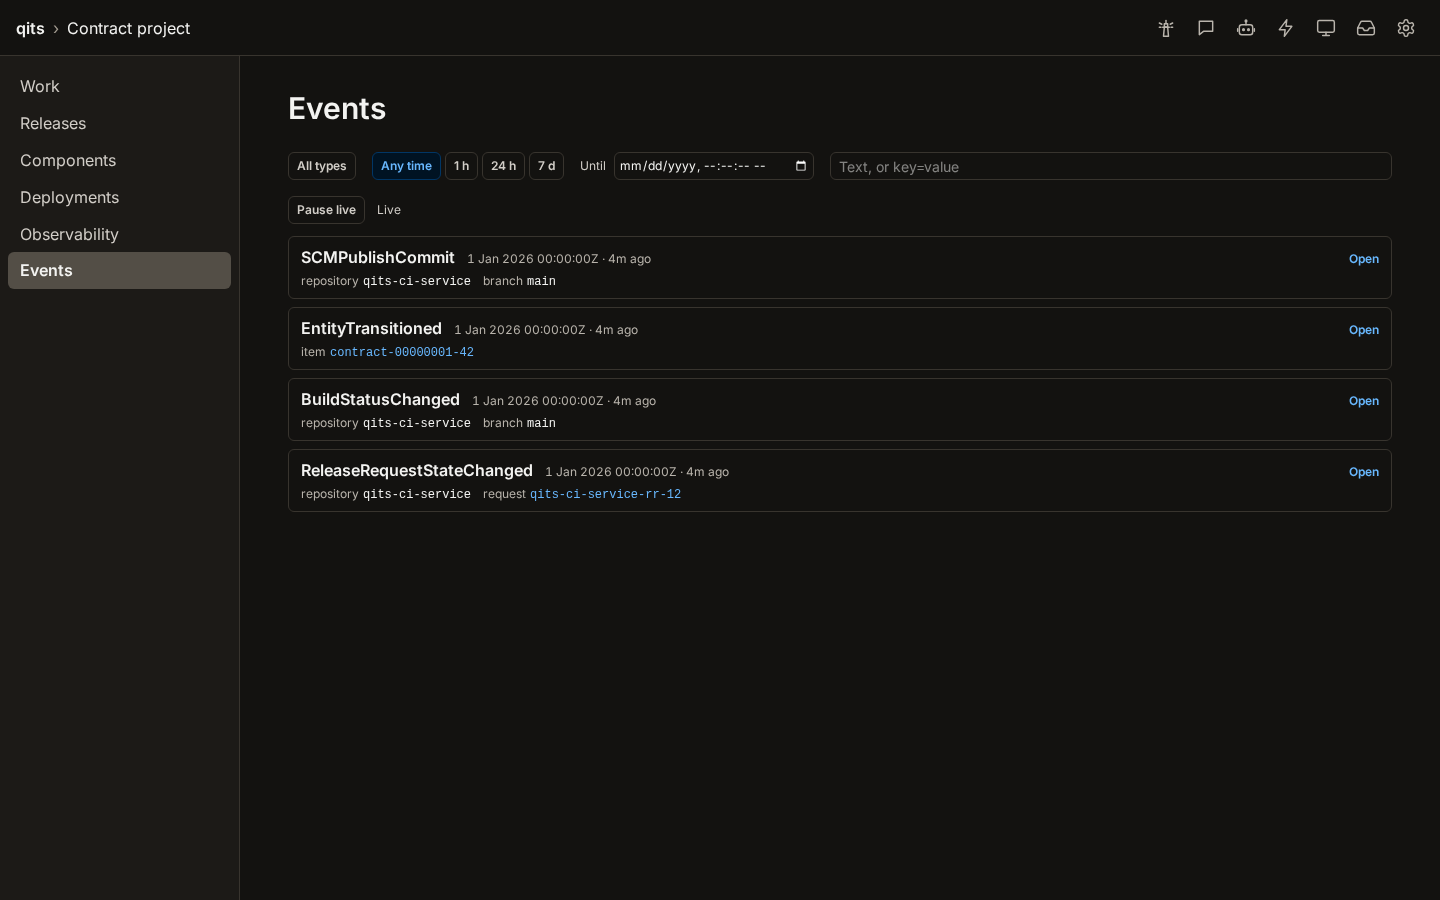 qits › Contract project
Work
Releases
Components
Deployments
Observability
Events
Events
All types Any time 1 h 24 h 7 d Until mm/dd/yyyy, --:--:-- -- Text, or key=value
Pause live Live
SCMPublishCommit 1 Jan 2026 00:00:00Z · 4m ago Open
repository qits-ci-service branch main
EntityTransitioned 1 Jan 2026 00:00:00Z · 4m ago Open
item contract-00000001-42
BuildStatusChanged 1 Jan 2026 00:00:00Z · 4m ago Open
repository qits-ci-service branch main
ReleaseRequestStateChanged 1 Jan 2026 00:00:00Z · 4m ago Open
repository qits-ci-service request qits-ci-service-rr-12